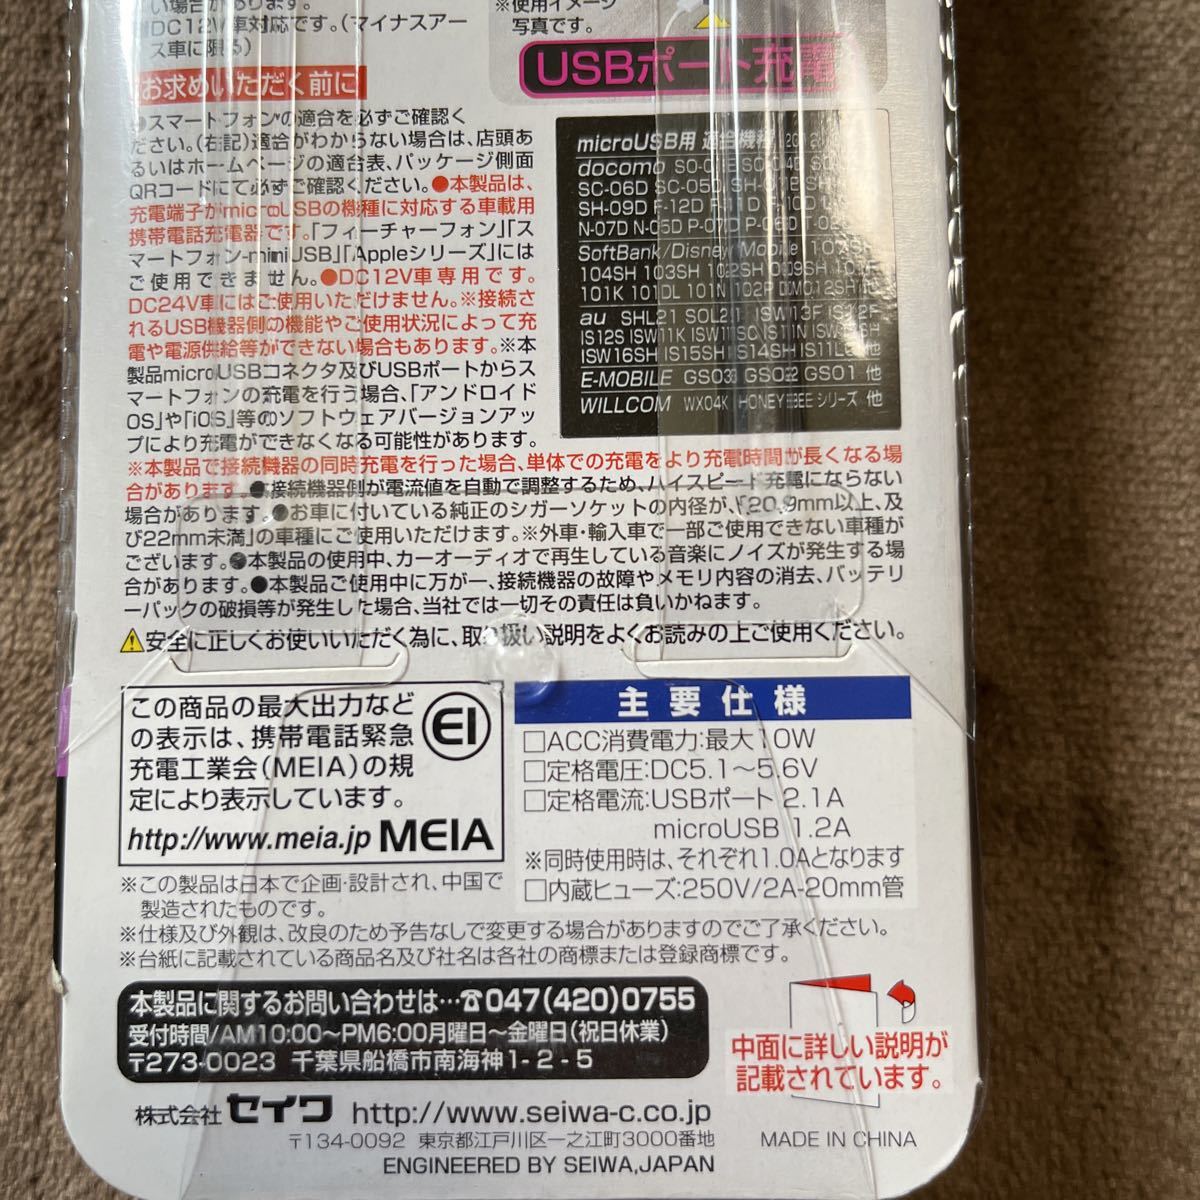 い場合があります。
DC12V車対応です。(マイナスアー
ス車に限る)
※使用イメージ
写真です。
USBポート充電
お求めいただく前に
●スマートフォンの適合を必ずご確認く
ださい。(右記)適合がわからない場合は、店頭あ
るいはホームページの適合表、パッケージ側面
QRコードにて必ずご確認ください。●本製品は、
充電端子がmicroUSBの機種に対応する車載用
携帯電話充電器です。「フィーチャーフォン」「ス
マートフォン-miniUSB」「Appleシリーズ」には
ご使用できません。●DC12V車専用です。
DC24V車にはご使用いただけません。※接続さ
れるUSB機器側の機能やご使用状況によって充
電や電源供給等ができない場合もあります。※本
製品microUSBコネクタ及びUSBポートからス
マートフォンの充電を行う場合、「アンドロイド
OS」や「iOS」等のソフトウェアバージョンアッ
プにより充電ができなくなる可能性があります。
microUSB用 適合機種
docomo
SC-06D SC-05D
SH-09D F-12D
N-07D N-06D P-07D
SoftBank/Disney Mobile
104SH 103SH 102SH
101K 101DL 101N 102P
au SHL21 SOL21 ISW13F
IS12S ISW11K
ISW16SH IS15SH IS14SH
E-MOBILE GS03 GS02 GS01 他
WILLCOM WX04K HONEY BEE シリーズ 他
※本製品で接続機器の同時充電を行った場合、単体での充電をより充電時間が長くなる場
合があります。●接続機器側が電流値を自動で調整するため、ハイスピード充電にならない
場合があります。●お車に付いている純正のシガーソケットの内径が、「20.9mm以上、及
び22mm未満」の車種にご使用いただけます。※外車・輸入車で一部ご使用できない車種が
ございます。●本製品の使用中、カーオーディオで再生している音楽にノイズが発生する場
合があります。●本製品ご使用中に万が一、接続機器の故障やメモリ内容の消去、バッテリ
ーパックの破損等が発生した場合、当社では一切その責任は負いかねます。
安全に正しくお使いいただく為に、取り扱い説明をよくお読みの上ご使用ください。
この商品の最大出力など
の表示は、携帯電話緊急
充電工業会(MEIA)の規
定により表示しています。
http://www.meia.jp MEIA
主要仕様
□ACC消費電力:最大10W
□定格電圧:DC5.1～5.6V
□定格電流:USBポート 2.1A
microUSB 1.2A
※同時使用時は、それぞれ1.0Aとなります
□内蔵ヒューズ:250V/2A-20mm管
※この製品は日本で企画・設計され、中国で
製造されたものです。
※仕様及び外観は、改良のため予告なしで変更する場合がありますのでご了承ください。
※台紙に記載されている商品名及び社名は各社の商標または登録商標です。
本製品に関するお問い合わせは…☎047(420)0755
受付時間/AM10:00～PM6:00月曜日～金曜日(祝日休業)
〒273-0023 千葉県船橋市南海神1-2-5
中面に詳しい説明が
記載されています。
株式会社 セイワ http://www.seiwa-c.co.jp
〒134-0092 東京都江戸川区一之江町3000番地
ENGINEERED BY SEIWA,JAPAN
MADE IN CHINA